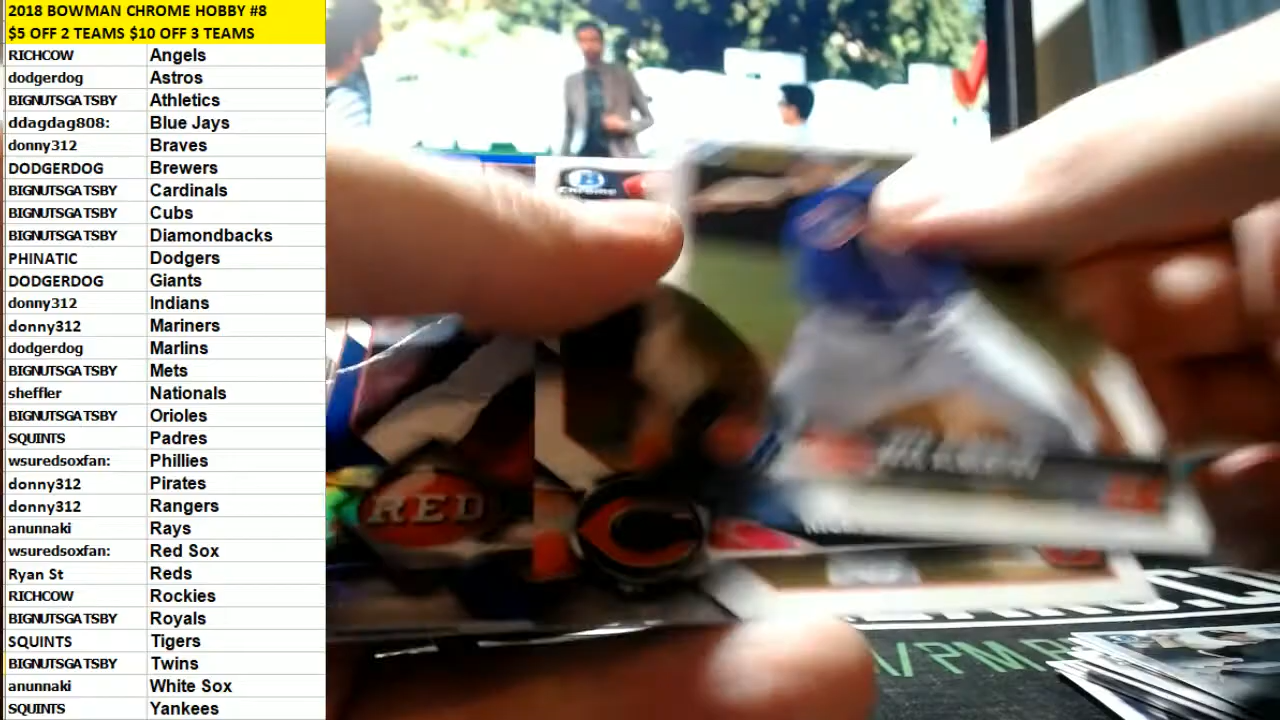 2018 BOWMAN CHROME HOBBY #8
$5 OFF 2 TEAMS $10 OFF 3 TEAMS
RICHCOW Angels
dodgerdog Astros
BIGNUTSGATSBY Athletics
ddagdag808: Blue Jays
donny312 Braves
DODGERDOG Brewers
BIGNUTSGATSBY Cardinals
BIGNUTSGATSBY Cubs
BIGNUTSGATSBY Diamondbacks
PHINATIC Dodgers
DODGERDOG Giants
donny312 Indians
donny312 Mariners
dodgerdog Marlins
BIGNUTSGATSBY Mets
sheffler Nationals
BIGNUTSGATSBY Orioles
SQUINTS Padres
wsuredsoxfan: Phillies
donny312 Pirates
donny312 Rangers
anunnaki Rays
wsuredsoxfan: Red Sox
Ryan St Reds
RICHCOW Rockies
BIGNUTSGATSBY Royals
SQUINTS Tigers
BIGNUTSGATSBY Twins
anunnaki White Sox
SQUINTS Yankees
B
Chrome
RED
C